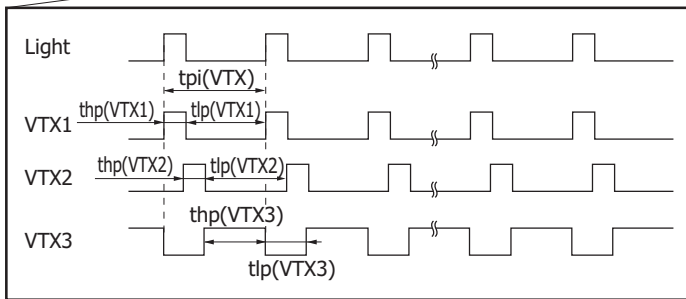 Light
tpi(VTX)
thp(VTX1) tlp(VTX1)
VTX1
thp(VTX2) tlp(VTX2)
VTX2
thp(VTX3)
VTX3
tlp(VTX3)